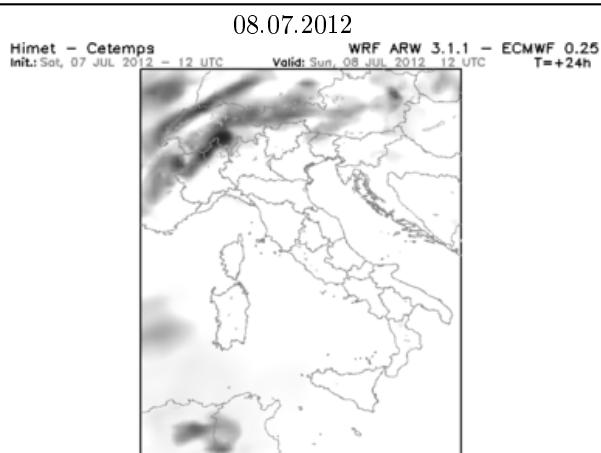 08.07.2012
Himet - Cetemps WRF ARW 3.1.1 - ECMWF 0.25
Init.: Sat, 07 JUL 2012 - 12 UTC Valid: Sun, 08 JUL 2012 12 UTC T=+24h